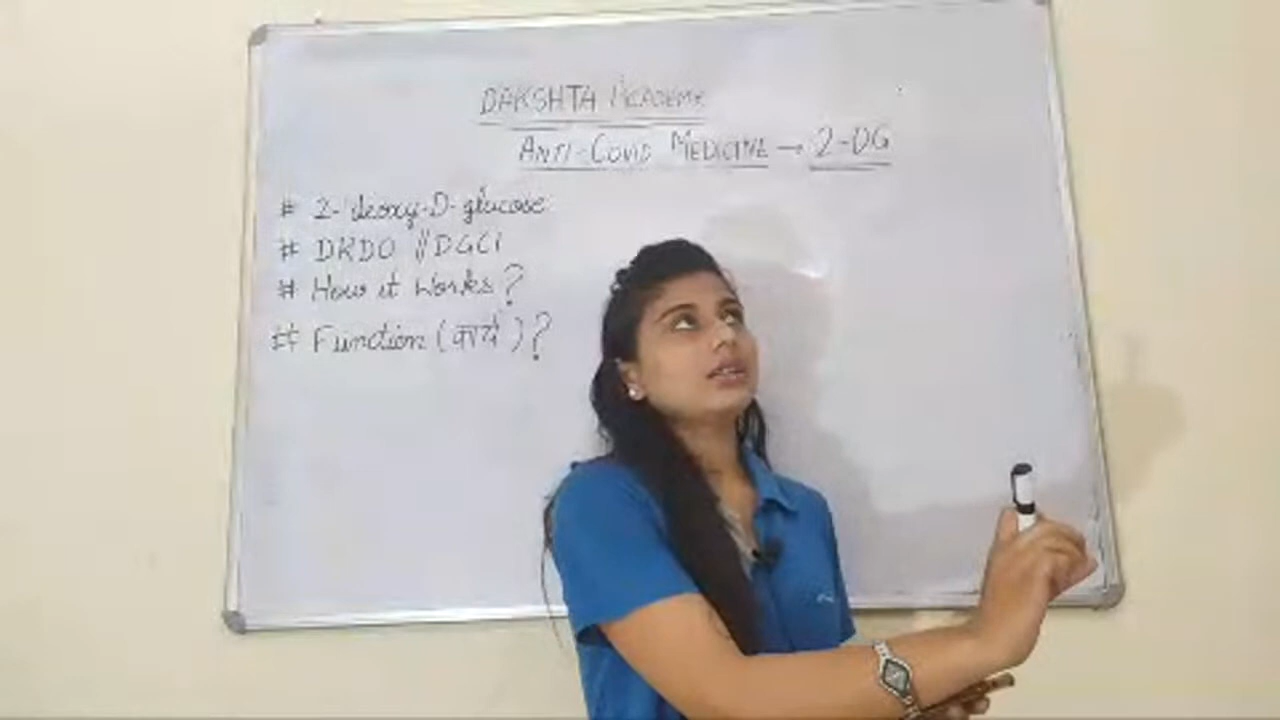 DAKSHTA ACADEMY
ANTI-COVID MEDICINE → 2-DG
# 2-deoxy-D-glucose
# DRDO // DGCI
# How it works?
# Function (कार्य)?